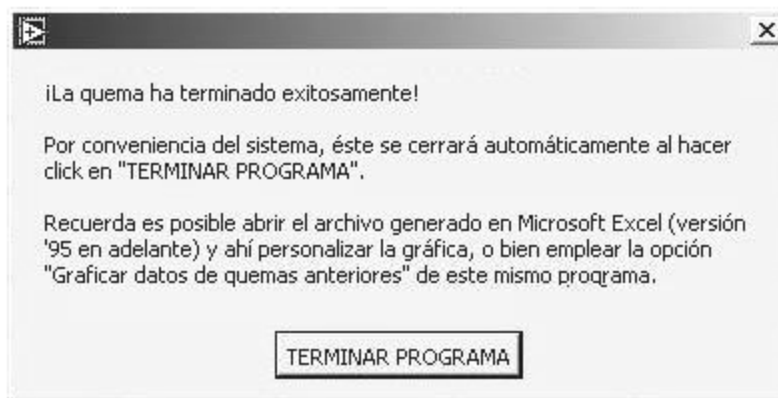 ¡La quema ha terminado exitosamente!
Por conveniencia del sistema, éste se cerrará automáticamente al hacer
click en "TERMINAR PROGRAMA".
Recuerda es posible abrir el archivo generado en Microsoft Excel (versión
'95 en adelante) y ahí personalizar la gráfica, o bien emplear la opción
"Graficar datos de quemas anteriores" de este mismo programa.
TERMINAR PROGRAMA